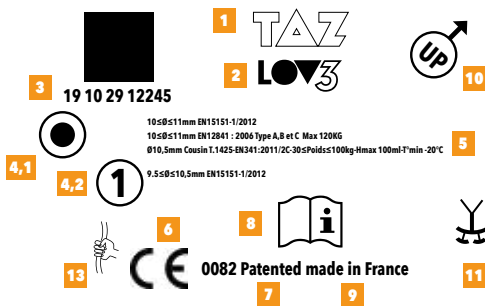 1 TAZ
2 LOV3
UP
10
3
19 10 29 12245
10≤Ø≤11mm EN15151-1/2012
10≤Ø≤11mm EN12841 : 2006 Type A,B et C Max 120KG
Ø10,5mm Cousin T.1425-EN341:2011/2C-30≤Poids≤100kg-Hmax 100ml-T°min -20°C
5
4,1
4,2
1
9.5≤Ø≤10,5mm EN15151-1/2012
6
8
i
13
CE
0082 Patented made in France
11
7
9